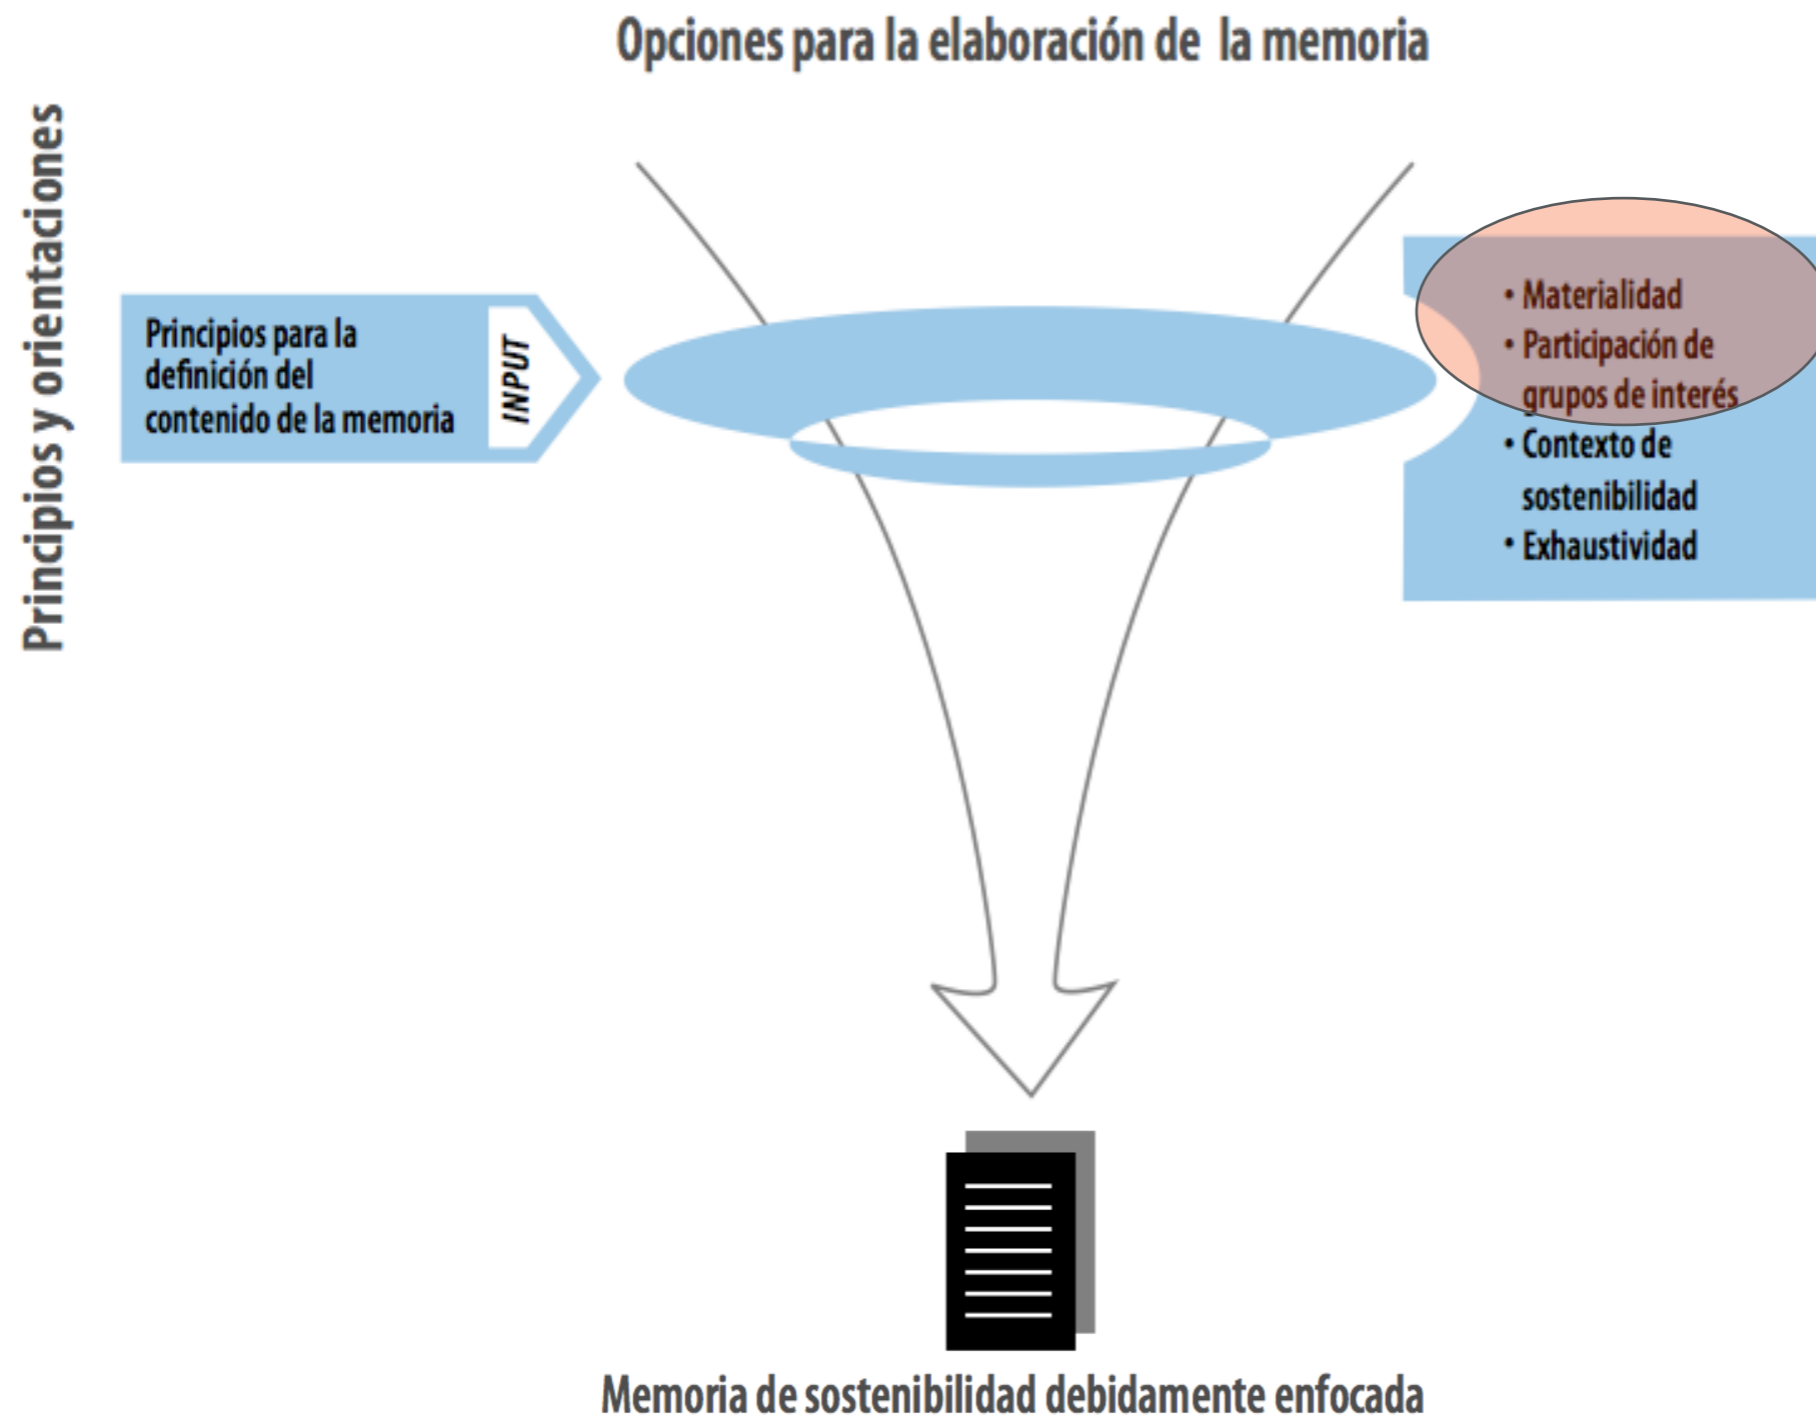 Opciones para la elaboración de la memoria
Principios y orientaciones
Principios para la
definición del
contenido de la memoria
INPUT
• Materialidad
• Participación de
grupos de interés
• Contexto de
sostenibilidad
• Exhaustividad
Memoria de sostenibilidad debidamente enfocada